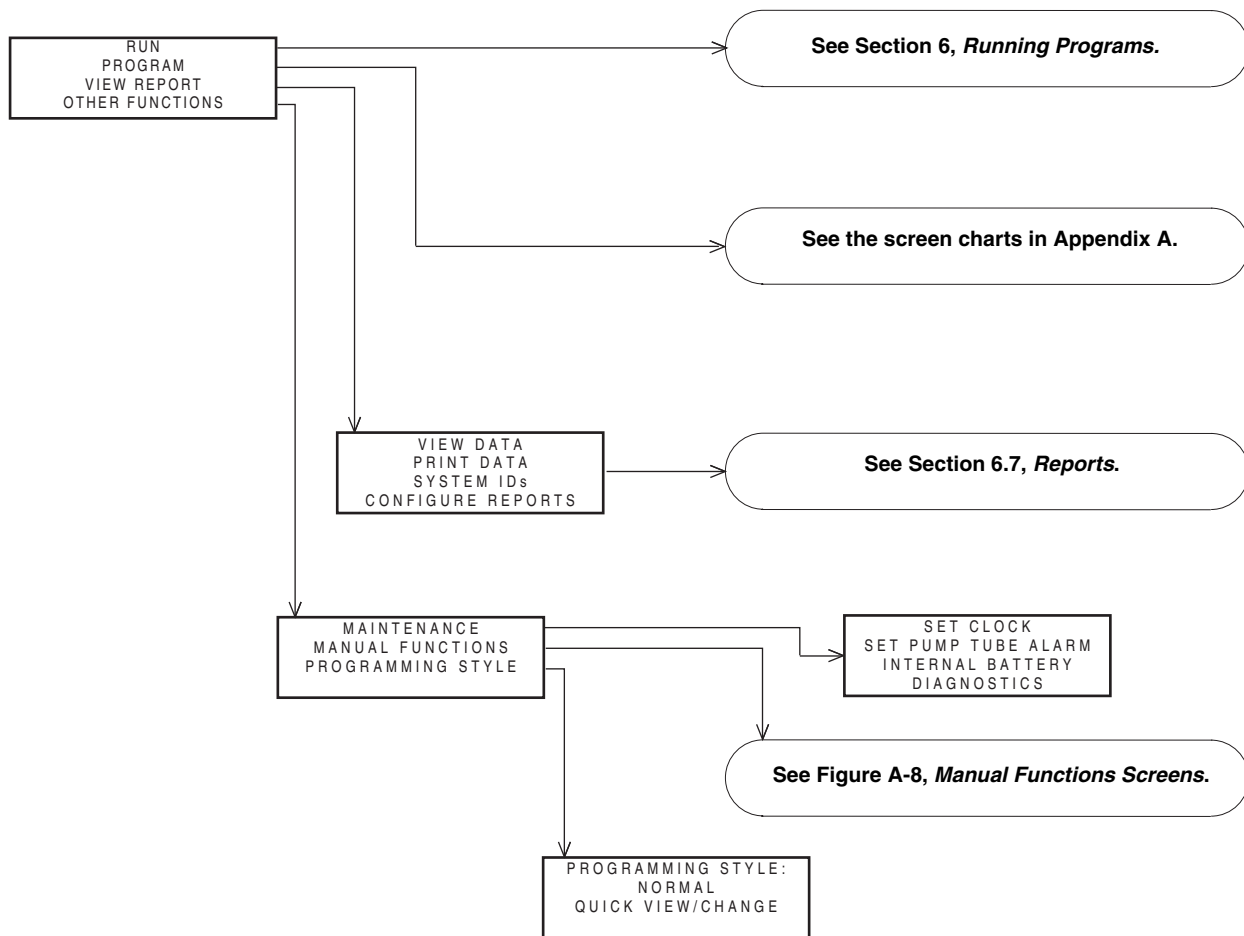 RUN
PROGRAM
VIEW REPORT
OTHER FUNCTIONS
See Section 6, Running Programs.
See the screen charts in Appendix A.
VIEW DATA
PRINT DATA
SYSTEM IDs
CONFIGURE REPORTS
See Section 6.7, Reports.
MAINTENANCE
MANUAL FUNCTIONS
PROGRAMMING STYLE
SET CLOCK
SET PUMP TUBE ALARM
INTERNAL BATTERY
DIAGNOSTICS
See Figure A-8, Manual Functions Screens.
PROGRAMMING STYLE:
NORMAL
QUICK VIEW/CHANGE